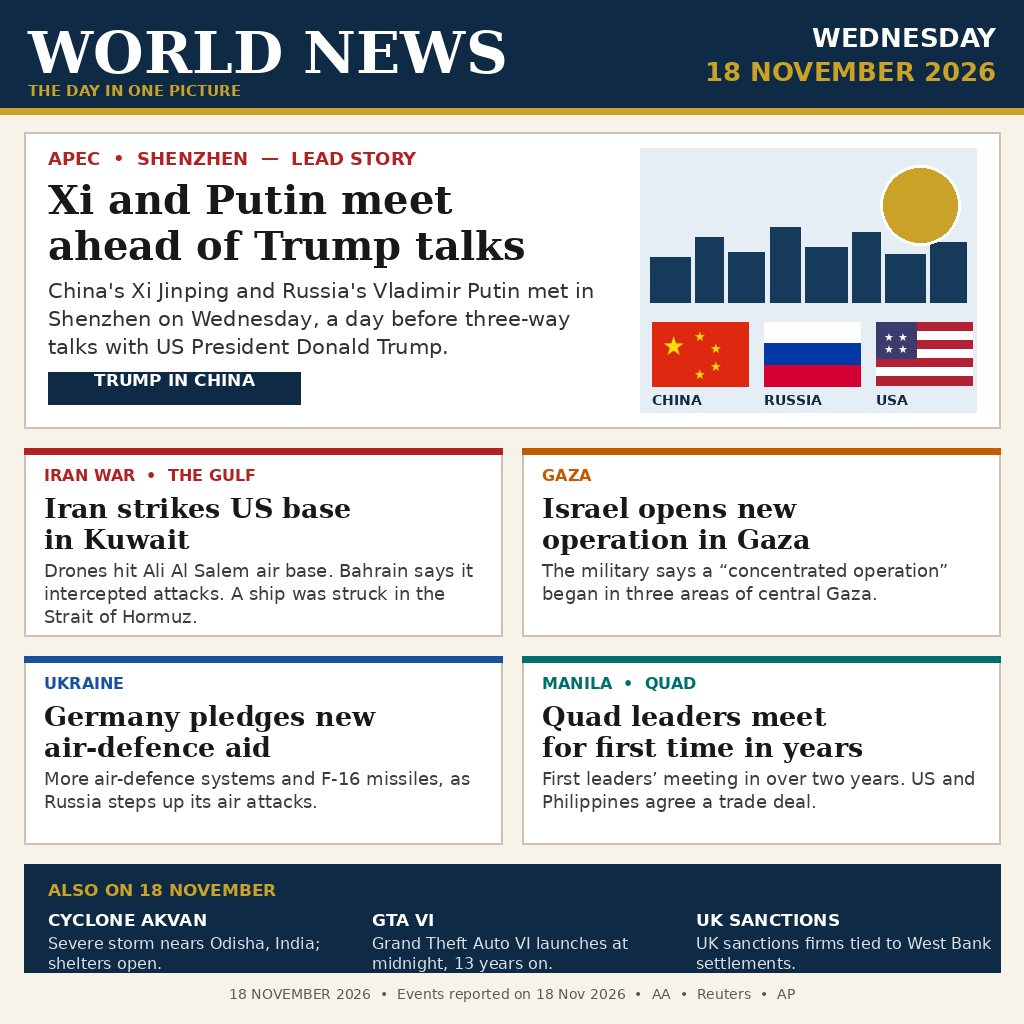 WORLD NEWS
THE DAY IN ONE PICTURE
WEDNESDAY
18 NOVEMBER 2026
APEC • SHENZHEN — LEAD STORY
Xi and Putin meet
ahead of Trump talks
China's Xi Jinping and Russia's Vladimir Putin met in
Shenzhen on Wednesday, a day before three-way
talks with US President Donald Trump.
TRUMP IN CHINA
CHINA
RUSSIA
USA
IRAN WAR • THE GULF
Iran strikes US base
in Kuwait
Drones hit Ali Al Salem air base. Bahrain says it
intercepted attacks. A ship was struck in the
Strait of Hormuz.
GAZA
Israel opens new
operation in Gaza
The military says a “concentrated operation”
began in three areas of central Gaza.
UKRAINE
Germany pledges new
air-defence aid
More air-defence systems and F-16 missiles, as
Russia steps up its air attacks.
MANILA • QUAD
Quad leaders meet
for first time in years
First leaders’ meeting in over two years. US and
Philippines agree a trade deal.
ALSO ON 18 NOVEMBER
CYCLONE AKVAN
Severe storm nears Odisha, India;
shelters open.
GTA VI
Grand Theft Auto VI launches at
midnight, 13 years on.
UK SANCTIONS
UK sanctions firms tied to West Bank
settlements.
18 NOVEMBER 2026 • Events reported on 18 Nov 2026 • AA • Reuters • AP